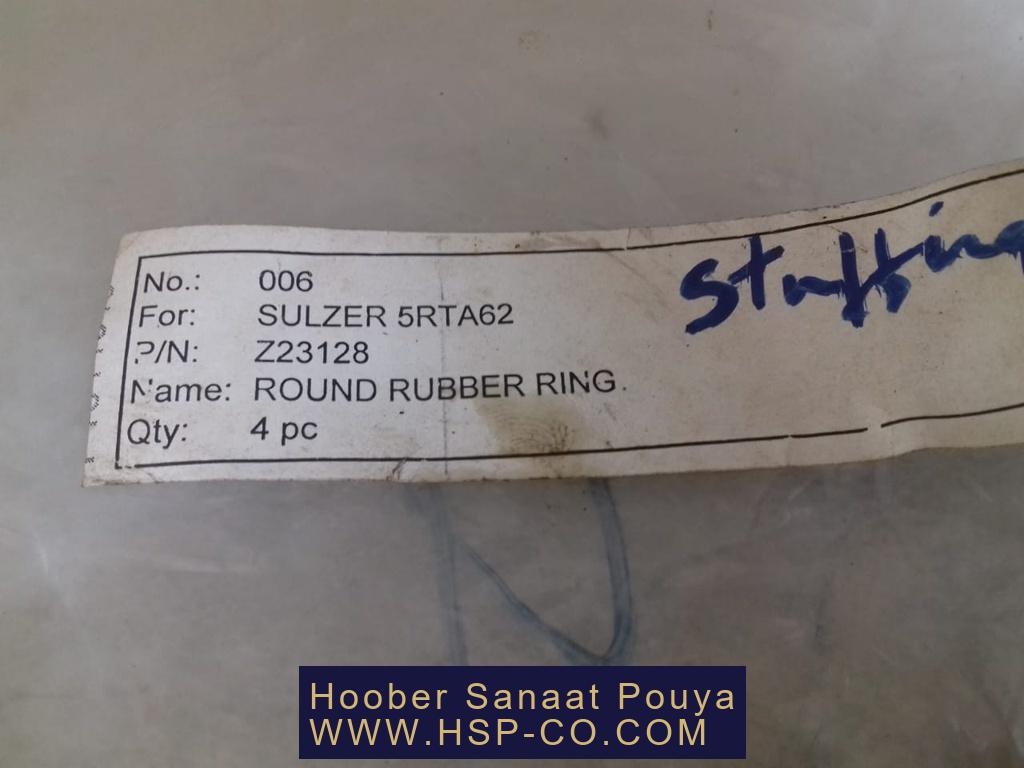 No.: 006
For: SULZER 5RTA62
P/N: Z23128
Name: ROUND RUBBER RING.
Qty: 4 pc
Stuffing
Hoober Sanaat Pouya
WWW.HSP-CO.COM